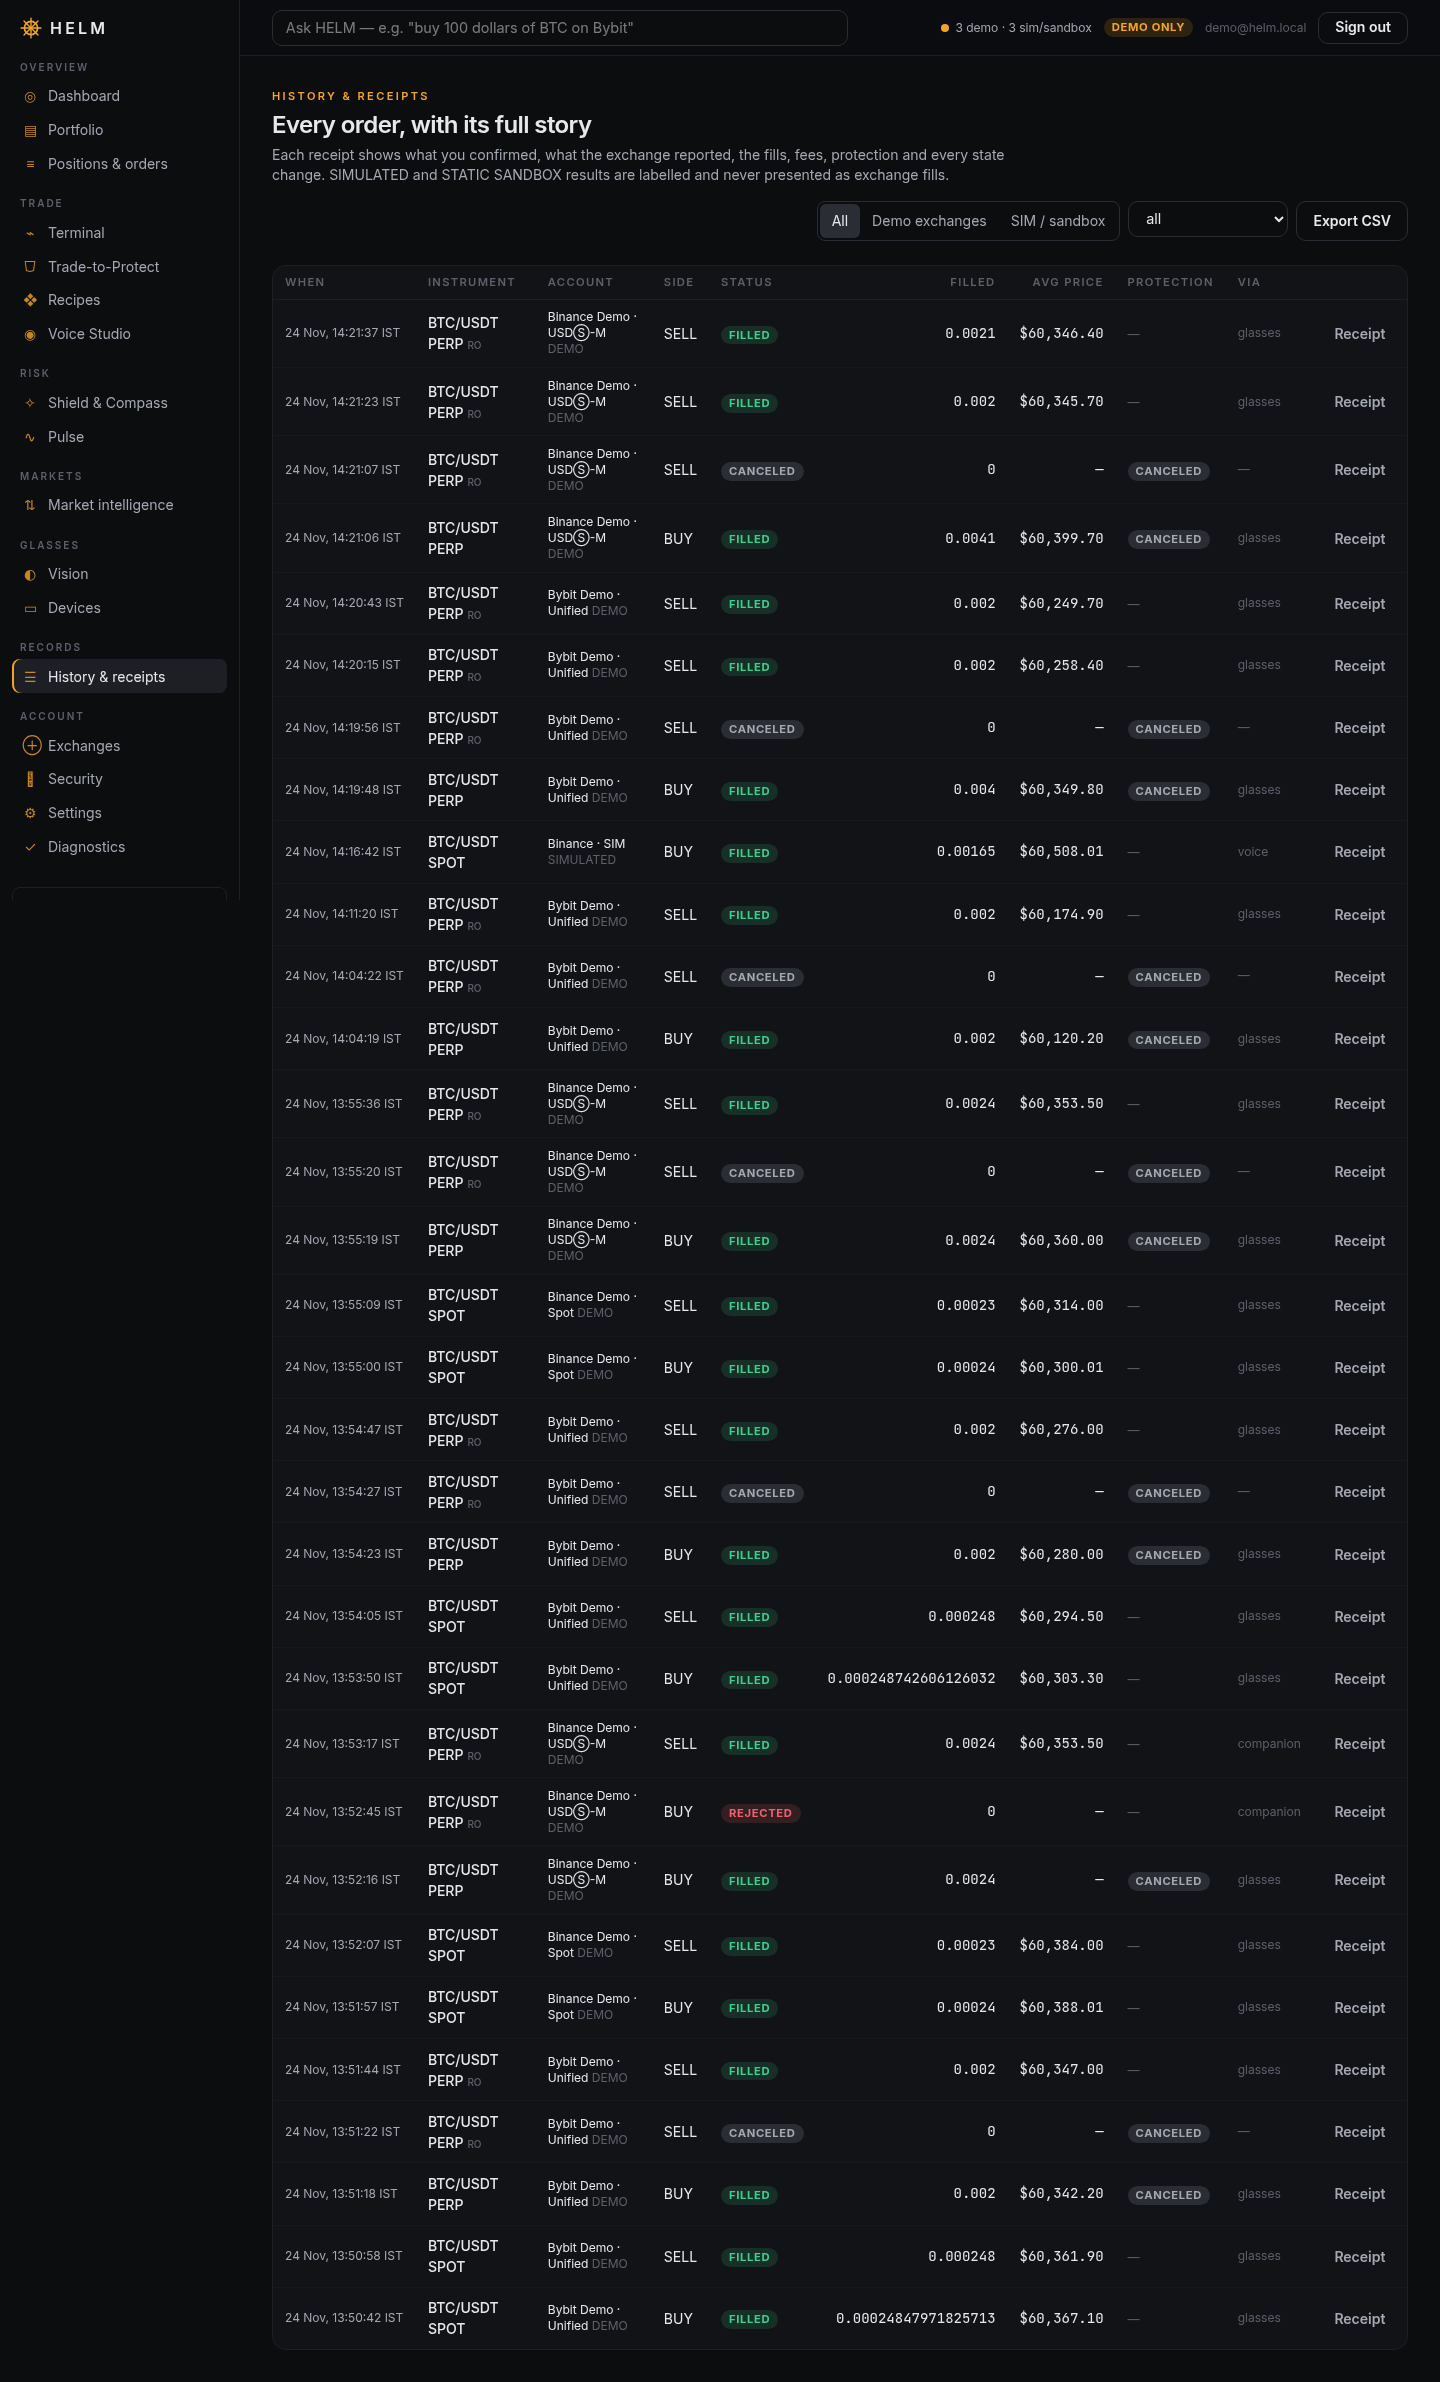 HELM
Ask HELM — e.g. "buy 100 dollars of BTC on Bybit"
3 demo · 3 sim/sandbox DEMO ONLY demo@helm.local Sign out
OVERVIEW
Dashboard
Portfolio
Positions & orders
TRADE
Terminal
Trade-to-Protect
Recipes
Voice Studio
RISK
Shield & Compass
Pulse
MARKETS
Market intelligence
GLASSES
Vision
Devices
RECORDS
History & receipts
ACCOUNT
Exchanges
Security
Settings
Diagnostics
HISTORY & RECEIPTS
Every order, with its full story
Each receipt shows what you confirmed, what the exchange reported, the fills, fees, protection and every state
change. SIMULATED and STATIC SANDBOX results are labelled and never presented as exchange fills.
All Demo exchanges SIM / sandbox all Export CSV
WHEN INSTRUMENT ACCOUNT SIDE STATUS FILLED AVG PRICE PROTECTION VIA
24 Nov, 14:21:37 IST BTC/USDT PERP RO Binance Demo · USDⓈ-M DEMO SELL FILLED 0.0021 $60,346.40 — glasses Receipt
24 Nov, 14:21:23 IST BTC/USDT PERP RO Binance Demo · USDⓈ-M DEMO SELL FILLED 0.002 $60,345.70 — glasses Receipt
24 Nov, 14:21:07 IST BTC/USDT PERP RO Binance Demo · USDⓈ-M DEMO SELL CANCELED 0 — CANCELED — Receipt
24 Nov, 14:21:06 IST BTC/USDT PERP Binance Demo · USDⓈ-M DEMO BUY FILLED 0.0041 $60,399.70 CANCELED glasses Receipt
24 Nov, 14:20:43 IST BTC/USDT PERP RO Bybit Demo · Unified DEMO SELL FILLED 0.002 $60,249.70 — glasses Receipt
24 Nov, 14:20:15 IST BTC/USDT PERP RO Bybit Demo · Unified DEMO SELL FILLED 0.002 $60,258.40 — glasses Receipt
24 Nov, 14:19:56 IST BTC/USDT PERP RO Bybit Demo · Unified DEMO SELL CANCELED 0 — CANCELED — Receipt
24 Nov, 14:19:48 IST BTC/USDT PERP Bybit Demo · Unified DEMO BUY FILLED 0.004 $60,349.80 CANCELED glasses Receipt
24 Nov, 14:16:42 IST BTC/USDT SPOT Binance · SIM SIMULATED BUY FILLED 0.00165 $60,508.01 — voice Receipt
24 Nov, 14:11:20 IST BTC/USDT PERP RO Bybit Demo · Unified DEMO SELL FILLED 0.002 $60,174.90 — glasses Receipt
24 Nov, 14:04:22 IST BTC/USDT PERP RO Bybit Demo · Unified DEMO SELL CANCELED 0 — CANCELED — Receipt
24 Nov, 14:04:19 IST BTC/USDT PERP Bybit Demo · Unified DEMO BUY FILLED 0.002 $60,120.20 CANCELED glasses Receipt
24 Nov, 13:55:36 IST BTC/USDT PERP RO Binance Demo · USDⓈ-M DEMO SELL FILLED 0.0024 $60,353.50 — glasses Receipt
24 Nov, 13:55:20 IST BTC/USDT PERP RO Binance Demo · USDⓈ-M DEMO SELL CANCELED 0 — CANCELED — Receipt
24 Nov, 13:55:19 IST BTC/USDT PERP Binance Demo · USDⓈ-M DEMO BUY FILLED 0.0024 $60,360.00 CANCELED glasses Receipt
24 Nov, 13:55:09 IST BTC/USDT SPOT Binance Demo · Spot DEMO SELL FILLED 0.00023 $60,314.00 — glasses Receipt
24 Nov, 13:55:00 IST BTC/USDT SPOT Binance Demo · Spot DEMO BUY FILLED 0.00024 $60,300.01 — glasses Receipt
24 Nov, 13:54:47 IST BTC/USDT PERP RO Bybit Demo · Unified DEMO SELL FILLED 0.002 $60,276.00 — glasses Receipt
24 Nov, 13:54:27 IST BTC/USDT PERP RO Bybit Demo · Unified DEMO SELL CANCELED 0 — CANCELED — Receipt
24 Nov, 13:54:23 IST BTC/USDT PERP Bybit Demo · Unified DEMO BUY FILLED 0.002 $60,280.00 CANCELED glasses Receipt
24 Nov, 13:54:05 IST BTC/USDT SPOT Bybit Demo · Unified DEMO SELL FILLED 0.000248 $60,294.50 — glasses Receipt
24 Nov, 13:53:50 IST BTC/USDT SPOT Bybit Demo · Unified DEMO BUY FILLED 0.000248742606126032 $60,303.30 — glasses Receipt
24 Nov, 13:53:17 IST BTC/USDT PERP RO Binance Demo · USDⓈ-M DEMO SELL FILLED 0.0024 $60,353.50 — companion Receipt
24 Nov, 13:52:45 IST BTC/USDT PERP RO Binance Demo · USDⓈ-M DEMO BUY REJECTED 0 — — companion Receipt
24 Nov, 13:52:16 IST BTC/USDT PERP Binance Demo · USDⓈ-M DEMO BUY FILLED 0.0024 — CANCELED glasses Receipt
24 Nov, 13:52:07 IST BTC/USDT SPOT Binance Demo · Spot DEMO SELL FILLED 0.00023 $60,384.00 — glasses Receipt
24 Nov, 13:51:57 IST BTC/USDT SPOT Binance Demo · Spot DEMO BUY FILLED 0.00024 $60,388.01 — glasses Receipt
24 Nov, 13:51:44 IST BTC/USDT PERP RO Bybit Demo · Unified DEMO SELL FILLED 0.002 $60,347.00 — glasses Receipt
24 Nov, 13:51:22 IST BTC/USDT PERP RO Bybit Demo · Unified DEMO SELL CANCELED 0 — CANCELED — Receipt
24 Nov, 13:51:18 IST BTC/USDT PERP Bybit Demo · Unified DEMO BUY FILLED 0.002 $60,342.20 CANCELED glasses Receipt
24 Nov, 13:50:58 IST BTC/USDT SPOT Bybit Demo · Unified DEMO SELL FILLED 0.000248 $60,361.90 — glasses Receipt
24 Nov, 13:50:42 IST BTC/USDT SPOT Bybit Demo · Unified DEMO BUY FILLED 0.00024847971825713 $60,367.10 — glasses Receipt